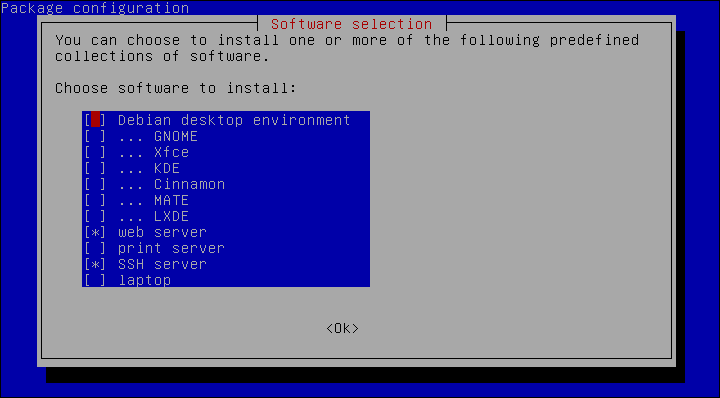 Package configuration
Software selection
You can choose to install one or more of the following predefined
collections of software.
Choose software to install:
[ ] Debian desktop environment
[ ] ... GNOME
[ ] ... Xfce
[ ] ... KDE
[ ] ... Cinnamon
[ ] ... MATE
[ ] ... LXDE
[*] web server
[ ] print server
[*] SSH server
[ ] laptop
<Ok>